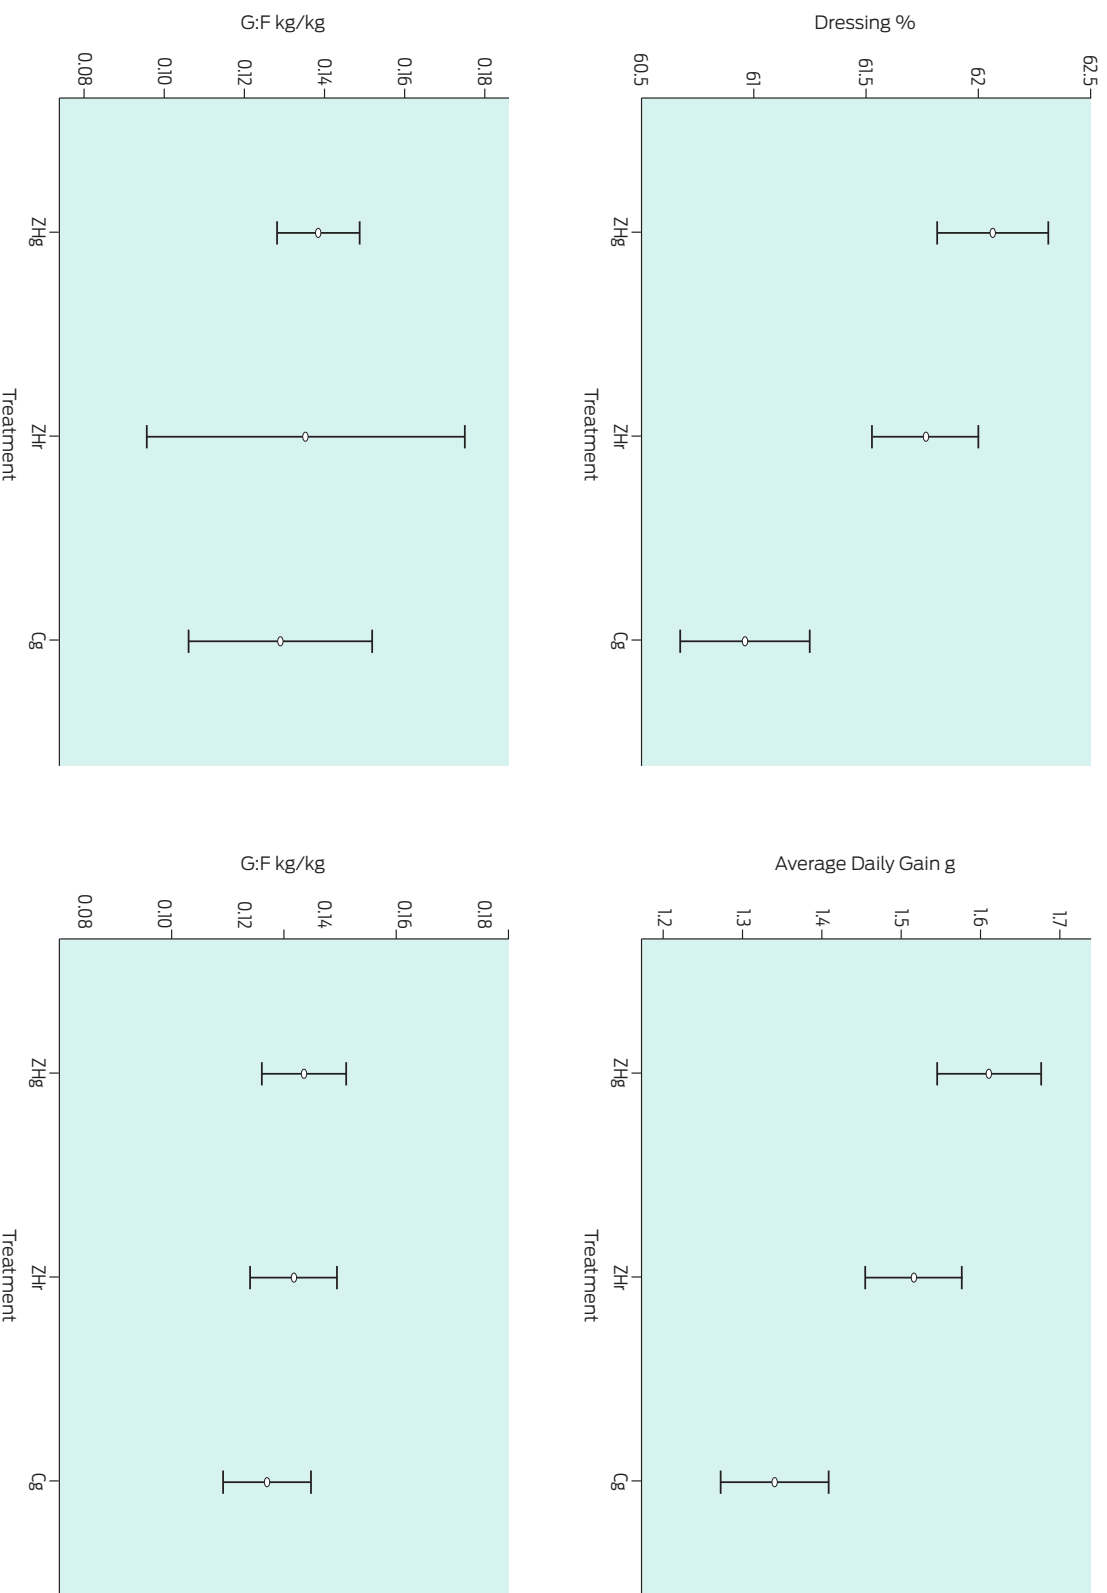 Dressing %
62.5
62
61.5
61
60.5
ZHg
ZHr
Cg
Treatment
Average Daily Gain g
1.7
1.6
1.5
1.4
1.3
1.2
ZHg
ZHr
Cg
Treatment
G:F kg/kg
0.18
0.16
0.14
0.12
0.10
0.08
ZHg
ZHr
Cg
Treatment
G:F kg/kg
0.18
0.16
0.14
0.12
0.10
0.08
ZHg
ZHr
Cg
Treatment